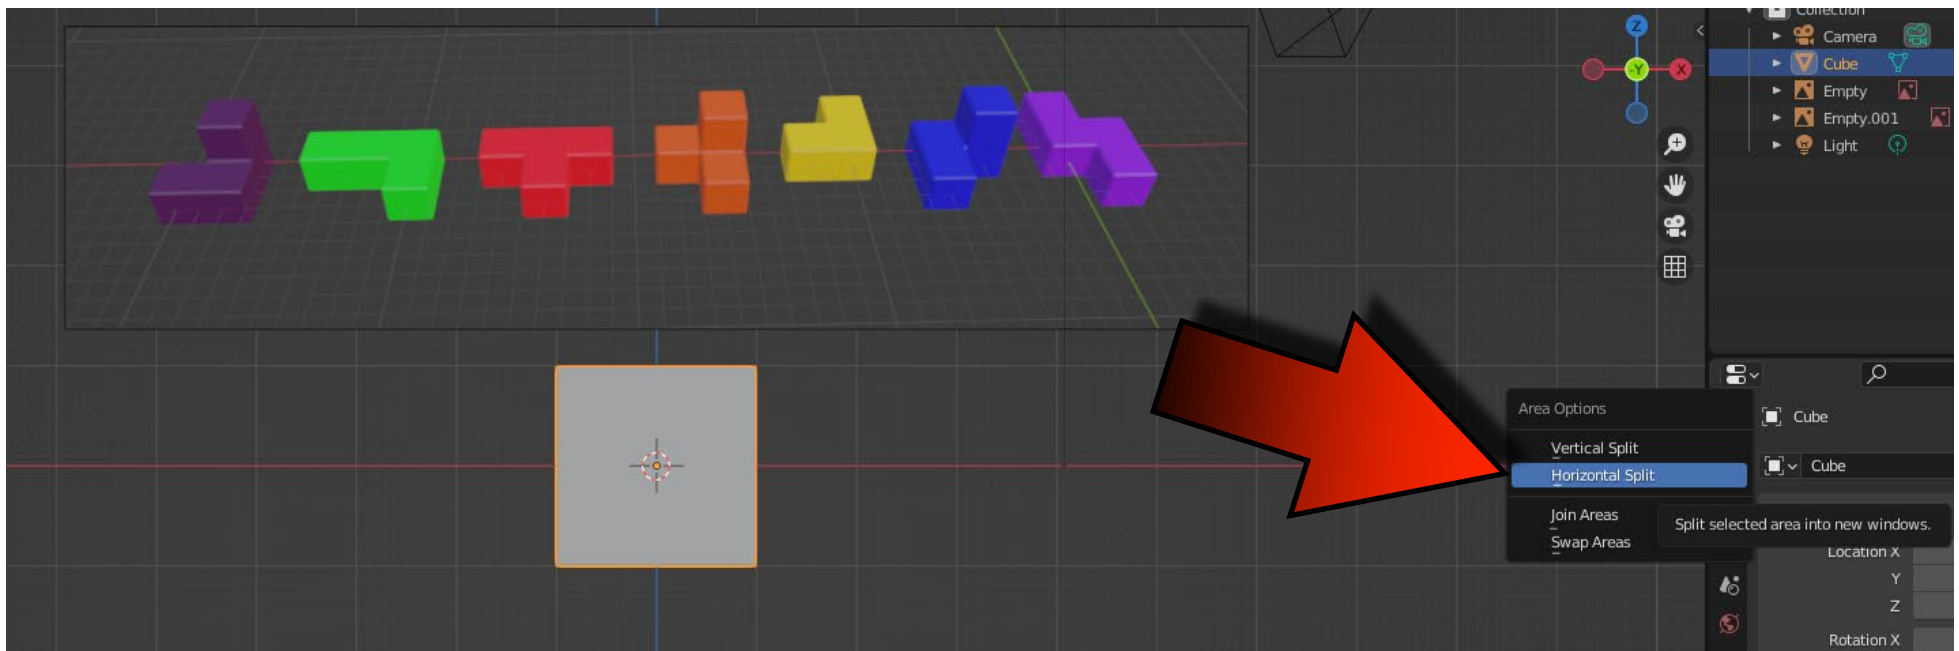 Collection
Z
Camera
-Y
X
Cube
Empty
Empty.001
Light
Area Options
Cube
Vertical Split
Cube
Horizontal Split
Join Areas
Split selected area into new windows.
Swap Areas
Location X
Y
Z
Rotation X